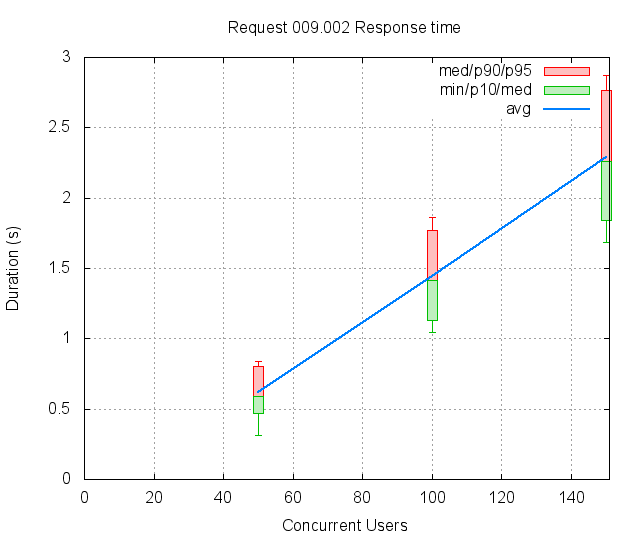 Request 009.002 Response time
med/p90/p95
min/p10/med
avg
3
2.5
2
1.5
1
0.5
0
Duration (s)
0 20 40 60 80 100 120 140
Concurrent Users